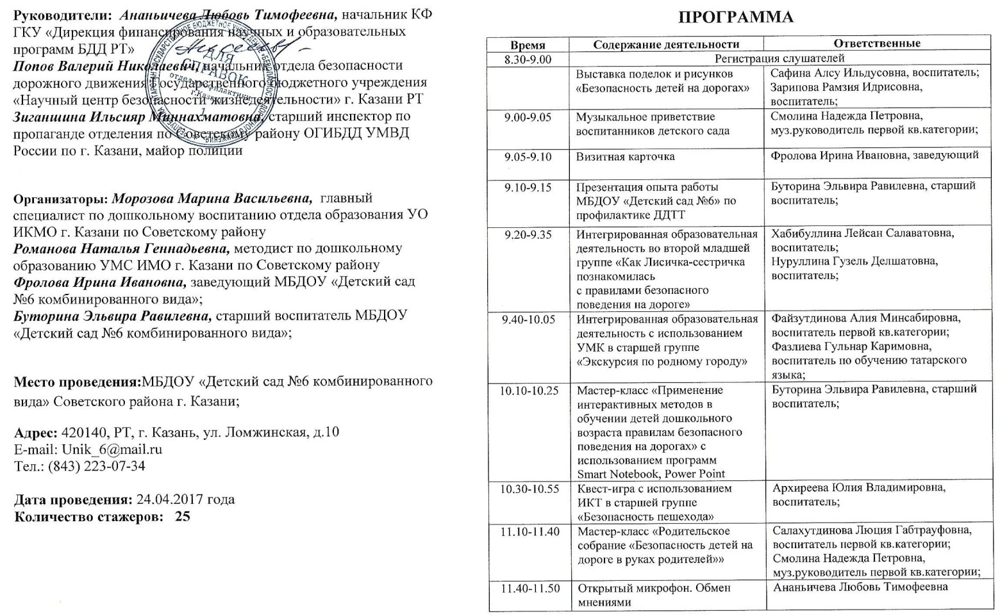 Руководители: Ананьичева Любовь Тимофеевна, начальник КФ
ГКУ «Дирекция финансирования научных и образовательных
программ БДД РТ»
Попов Валерий Николаевич, начальник отдела безопасности
дорожного движения Государственного бюджетного учреждения
«Научный центр безопасности жизнедеятельности» г. Казани РТ
Зиганшина Ильсияр Миннахматовна, старший инспектор по
пропаганде отделения по Советскому району ОГИБДД УМВД
России по г. Казани, майор полиции
ДЛЯ
СПРАВОК
отдел профилактики
г.Казань
1
Организаторы: Морозова Марина Васильевна, главный
специалист по дошкольному воспитанию отдела образования УО
ИКМО г. Казани по Советскому району
Романова Наталья Геннадьевна, методист по дошкольному
образованию УМС ИМО г. Казани по Советскому району
Фролова Ирина Ивановна, заведующий МБДОУ «Детский сад
№6 комбинированного вида»;
Буторина Эльвира Равилевна, старший воспитатель МБДОУ
«Детский сад №6 комбинированного вида»;
Место проведения:МБДОУ «Детский сад №6 комбинированного
вида» Советского района г. Казани;
Адрес: 420140, РТ, г. Казань, ул. Ломжинская, д.10
E-mail: Unik_6@mail.ru
Тел.: (843) 223-07-34
Дата проведения: 24.04.2017 года
Количество стажеров: 25
ПРОГРАММА
Время Содержание деятельности Ответственные
8.30-9.00 Регистрация слушателей
Выставка поделок и рисунков Сафина Алсу Ильдусовна, воспитатель;
«Безопасность детей на дорогах» Зарипова Рамзия Идрисовна,
воспитатель;
9.00-9.05 Музыкальное приветствие Смолина Надежда Петровна,
воспитанников детского сада муз.руководитель первой кв.категории;
9.05-9.10 Визитная карточка Фролова Ирина Ивановна, заведующий
9.10-9.15 Презентация опыта работы Буторина Эльвира Равилевна, старший
МБДОУ «Детский сад №6» по воспитатель;
профилактике ДДТТ
9.20-9.35 Интегрированная образовательная Хабибуллина Лейсан Салаватовна,
деятельность во второй младшей воспитатель;
группе «Как Лисичка-сестричка Нуруллина Гузель Делшатовна,
познакомилась воспитатель;
с правилами безопасного
поведения на дороге»
9.40-10.05 Интегрированная образовательная Файзутдинова Алия Минсабировна,
деятельность с использованием воспитатель первой кв.категории;
УМК в старшей группе Фазлиева Гульнар Каримовна,
«Экскурсия по родному городу» воспитатель по обучению татарского
языка;
10.10-10.25 Мастер-класс «Применение Буторина Эльвира Равилевна, старший
интерактивных методов в воспитатель;
обучении детей дошкольного
возраста правилам безопасного
поведения на дорогах» с
использованием программ
Smart Notebook, Power Point
10.30-10.55 Квест-игра с использованием Архиреева Юлия Владимировна,
ИКТ в старшей группе воспитатель;
«Безопасность пешехода»
11.10-11.40 Мастер-класс «Родительское Салахутдинова Люция Габтрауфовна,
собрание «Безопасность детей на воспитатель первой кв.категории;
дороге в руках родителей»» Смолина Надежда Петровна,
муз.руководитель первой кв.категории;
11.40-11.50 Открытый микрофон. Обмен Ананьичева Любовь Тимофеевна
мнениями